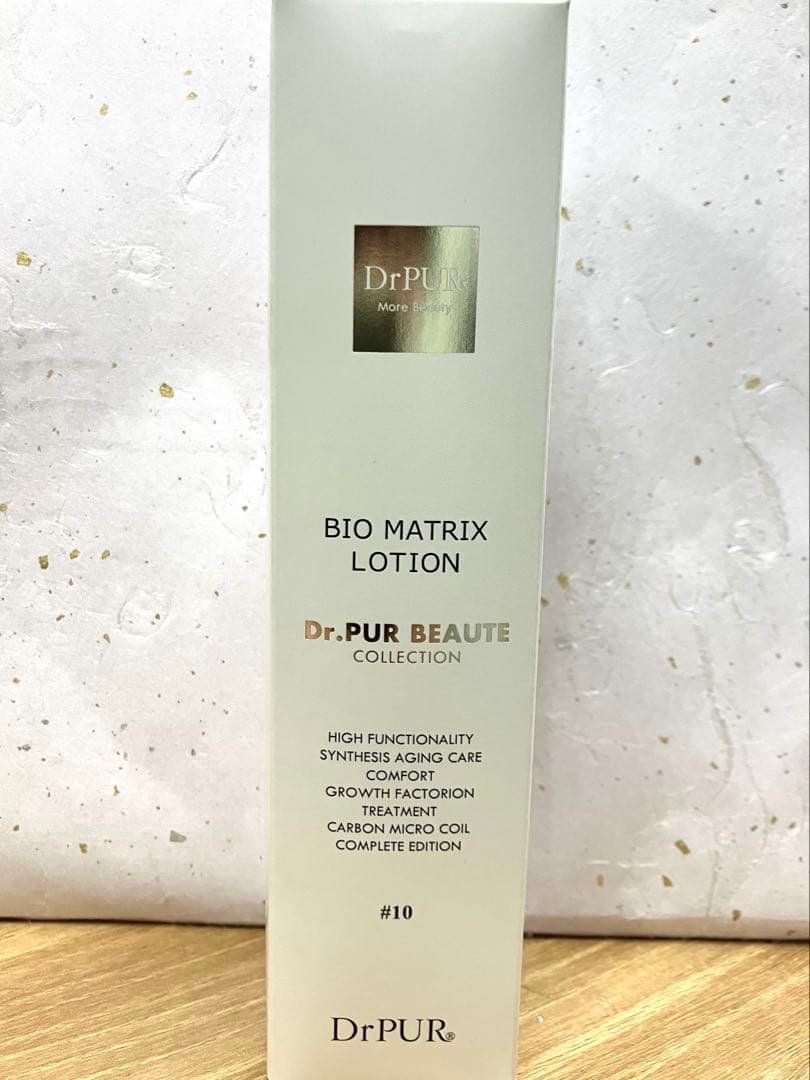 DrPUR®
More Beauty
BIO MATRIX
LOTION
Dr.PUR BEAUTE
COLLECTION
HIGH FUNCTIONALITY
SYNTHESIS AGING CARE
COMFORT
GROWTH FACTORION
TREATMENT
CARBON MICRO COIL
COMPLETE EDITION
#10
DrPUR®